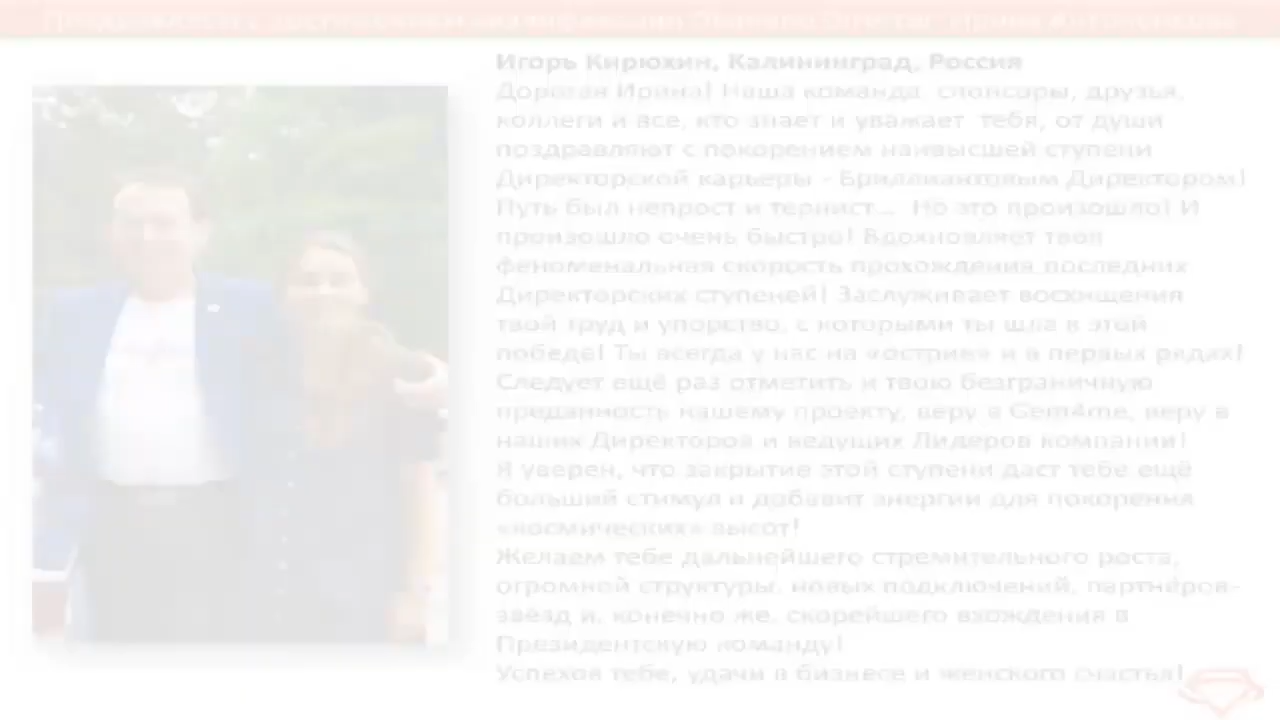 Игорь Кирюхин, Калининград, Россия
Дорогая Ирина! Наша команда, спонсоры, друзья,
коллеги и все, кто знает и уважает тебя, от души
поздравляют с покорением наивысшей ступени
Директорской карьеры - Бриллиантовым Директором!
Путь был непрост и тернист... Но это произошло! И
произошло очень быстро! Вдохновляет твоя
феноменальная скорость прохождения последних
Директорских ступеней! Заслуживает восхищения
твой труд и упорство, с которыми ты шла к этой
победе! Ты всегда у нас на «острие» и в первых рядах!
Следует ещё раз отметить и твою безграничную
преданность нашему проекту, веру в Gem4me, веру в
наших Директоров и ведущих Лидеров компании!
Я уверен, что закрытие этой ступени даст тебе ещё
больший стимул и добавит энергии для покорения
«космических» высот!
Желаем тебе дальнейшего стремительного роста,
огромной структуры, новых подключений, партнёров-
звёзд и, конечно же, скорейшего вхождения в
Президентскую команду!
Успехов тебе, удачи в бизнесе и женского счастья!